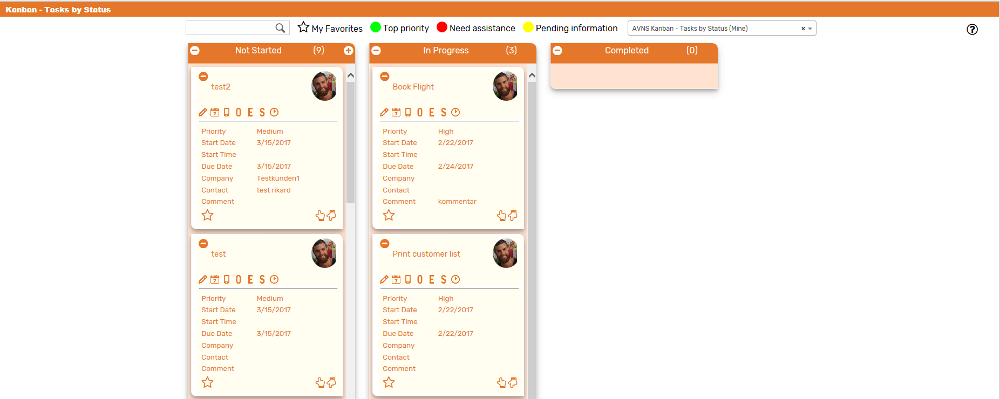 Kanban - Tasks by Status
My Favorites Top priority Need assistance Pending information AVNS Kanban - Tasks by Status (Mine) ×
Not Started (9)
test2
7 O E S
Priority Medium
Start Date 3/15/2017
Start Time
Due Date 3/15/2017
Company Testkunden1
Contact test rikard
Comment
test
7 O E S
Priority Medium
Start Date 3/15/2017
Start Time
Due Date 3/15/2017
Company
Contact
Comment
In Progress (3)
Book Flight
7 O E S
Priority High
Start Date 2/22/2017
Start Time
Due Date 2/24/2017
Company
Contact
Comment kommentar
Print customer list
7 O E S
Priority High
Start Date 2/22/2017
Start Time
Due Date 2/22/2017
Company
Contact
Comment
Completed (0)